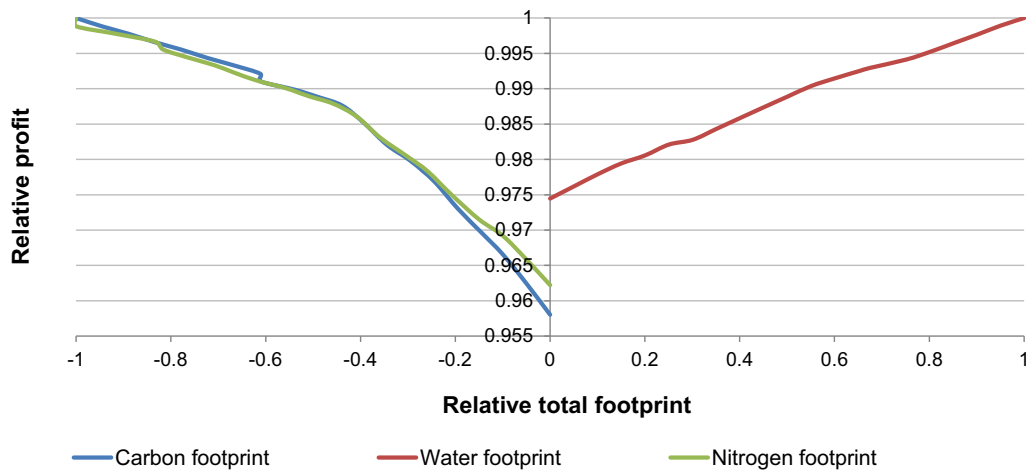 1
0.995
0.99
0.985
0.98
0.975
0.97
0.965
0.96
0.955
Relative profit
-1 -0.8 -0.6 -0.4 -0.2 0 0.2 0.4 0.6 0.8 1
Relative total footprint
Carbon footprint Water footprint Nitrogen footprint